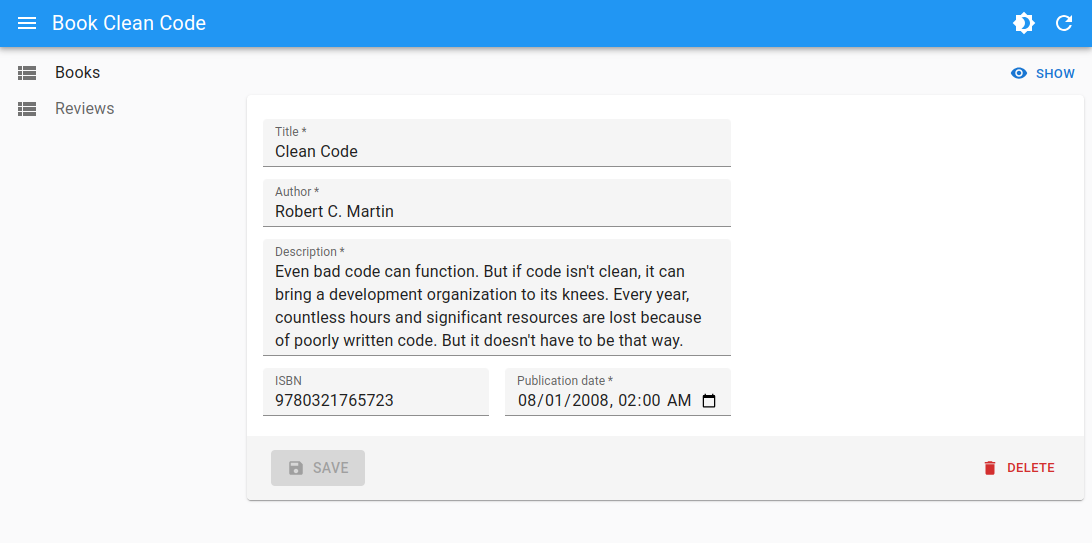 Book Clean Code
Books
Reviews
SHOW
Title *
Clean Code
Author *
Robert C. Martin
Description *
Even bad code can function. But if code isn't clean, it can
bring a development organization to its knees. Every year,
countless hours and significant resources are lost because
of poorly written code. But it doesn't have to be that way.
ISBN
9780321765723
Publication date *
08/01/2008, 02:00 AM
SAVE
DELETE